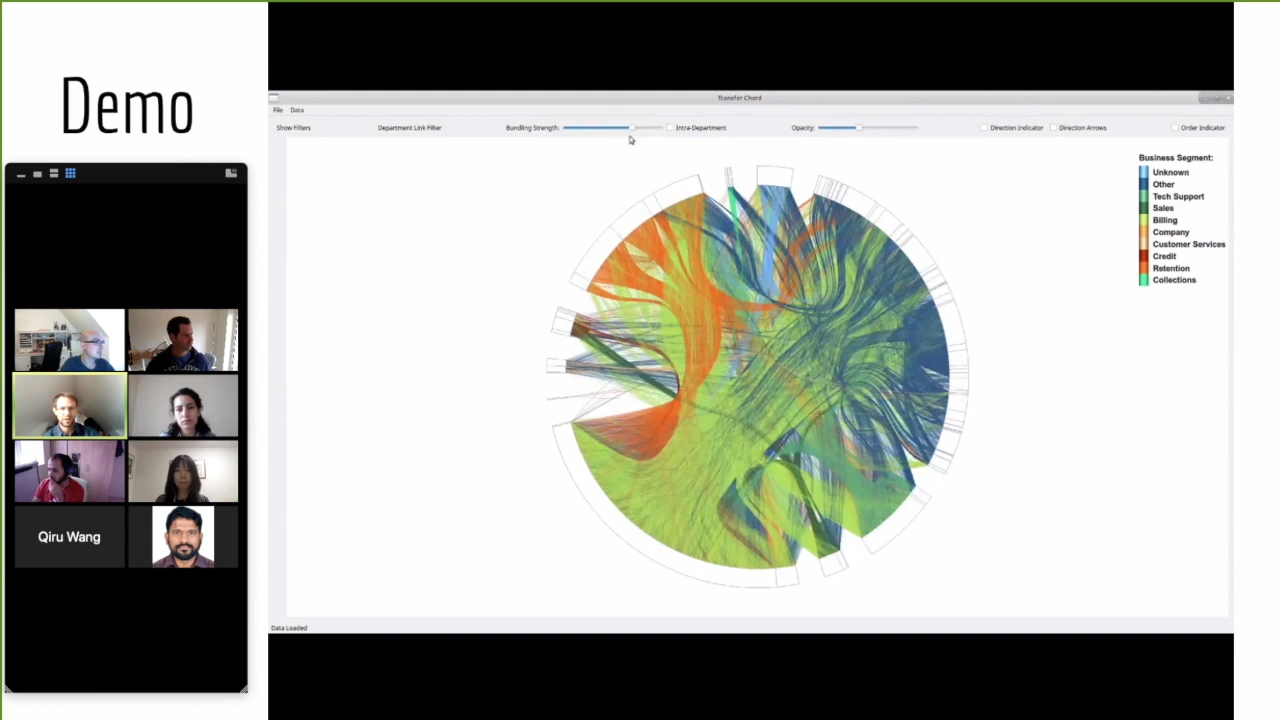 Demo
Transfer Chord
File Data
Show Filters Department Link Filter Bundling Strength: Intra-Department Opacity: Direction Indicator Direction Arrows Order Indicator
Business Segment:
Unknown
Other
Tech Support
Sales
Billing
Company
Customer Services
Credit
Retention
Collections
Qiru Wang
Data Loaded